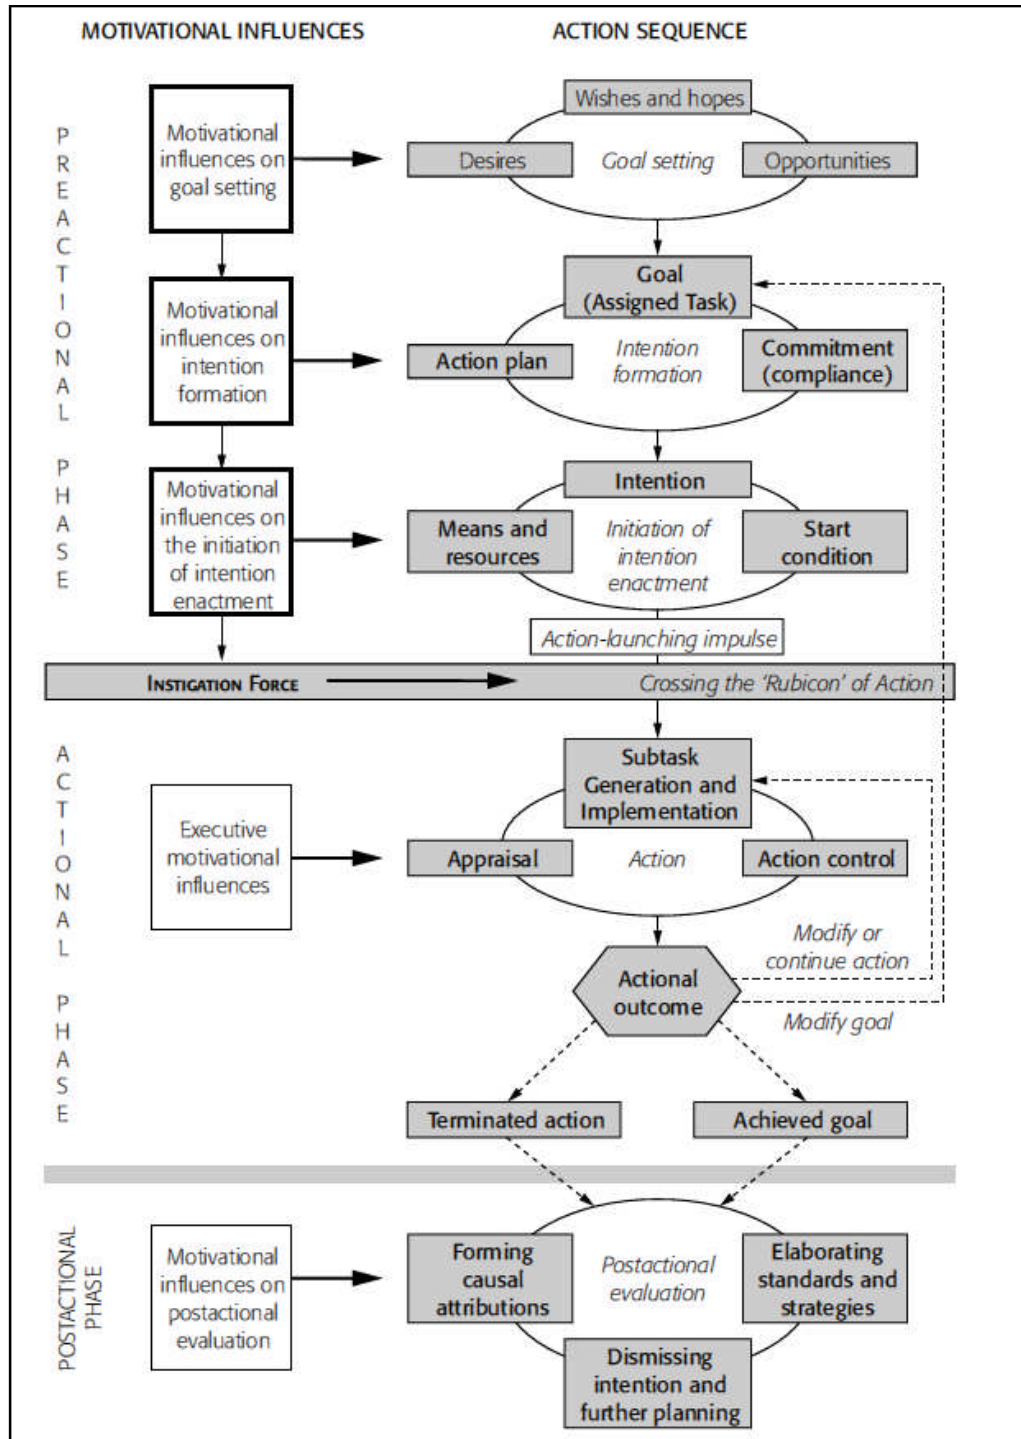 MOTIVATIONAL INFLUENCES
ACTION SEQUENCE
PREACTIONAL PHASE
Motivational
influences on
goal setting
Wishes and hopes
Desires
Goal setting
Opportunities
Motivational
influences on
intention
formation
Goal
(Assigned Task)
Action plan
Intention
formation
Commitment
(compliance)
Motivational
influences on
the initiation
of intention
enactment
Intention
Means and
resources
Initiation of
intention
enactment
Start
condition
Action-launching impulse
INSTIGATION FORCE
Crossing the ‘Rubicon’ of Action
ACTIONAL PHASE
Executive
motivational
influences
Subtask
Generation and
Implementation
Appraisal
Action
Action control
Modify or
continue action
Actional
outcome
Modify goal
Terminated action
Achieved goal
POSTACTIONAL
PHASE
Motivational
influences on
postactional
evaluation
Forming
causal
attributions
Postactional
evaluation
Elaborating
standards and
strategies
Dismissing
intention and
further planning